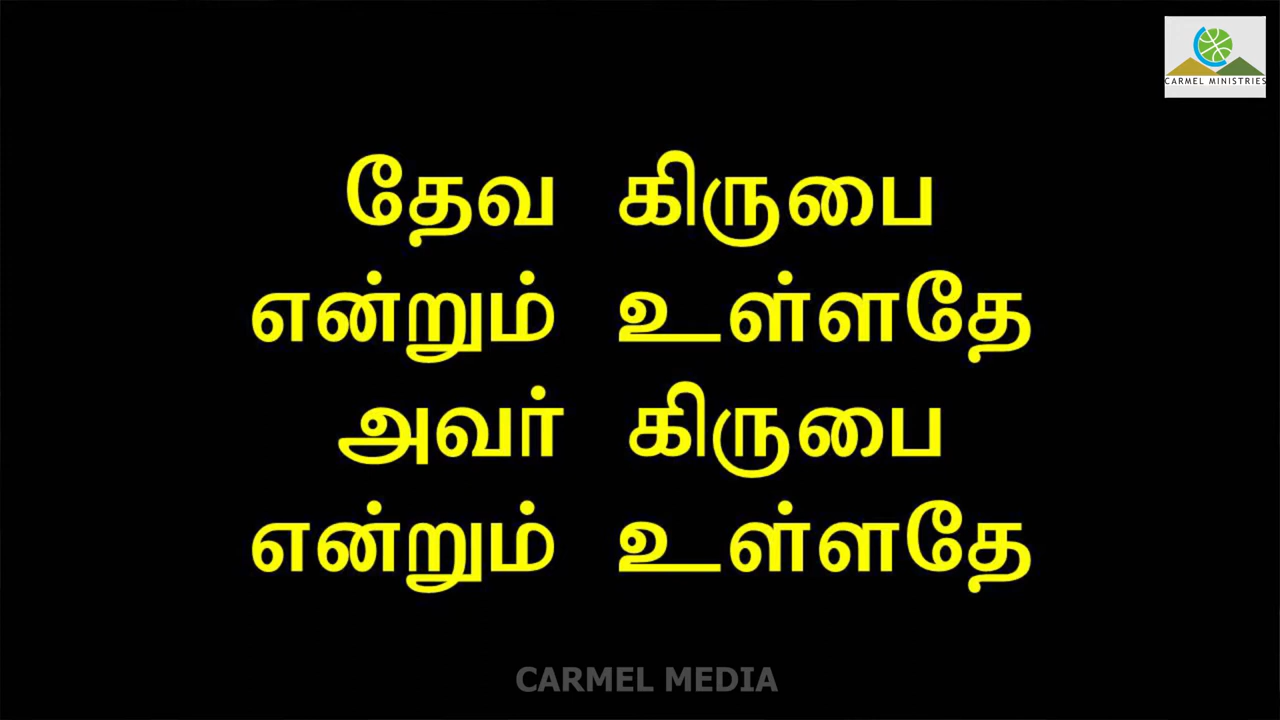 CARMEL MINISTRIES
தேவ கிருபை
என்றும் உள்ளதே
அவர் கிருபை
என்றும் உள்ளதே
CARMEL MEDIA